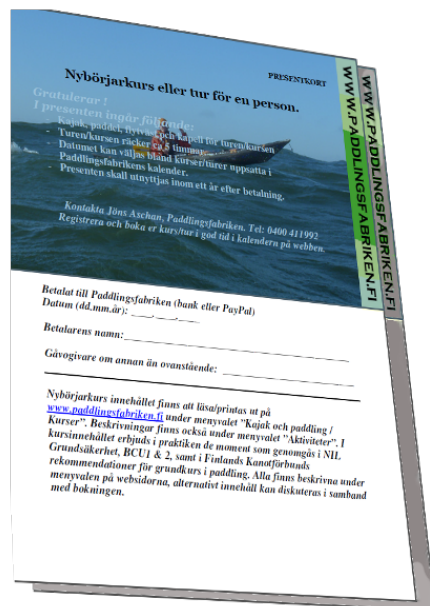 PRESENTKORT
Nybörjarkurs eller tur för en person.
Gratulerar !
I presenten ingår följande:
Kajak, paddel, flytväst och kapell för turen/kursen
Turen/kursen räcker ca 5 timmar.
Datumet kan väljas bland kurser/turer uppsatta i
Paddlingsfabrikens kalender.
Presenten skall utnyttjas inom ett år efter betalning.
Kontakta Jöns Aschan, Paddlingsfabriken. Tel: 0400 411992
Registrera och boka er kurs/tur i god tid i kalendern på webben.
WWW.PADDLINGSFABRIKEN.FI
WWW.PADDLINGSFABRIKEN.FI
Betalat till Paddlingsfabriken (bank eller PayPal)
Datum (dd.mm.år): ____.____.____
Betalarens namn:____________________
Gåvogivare om annan än ovanstående: ____________________
Nybörjarkurs innehållet finns att läsa/printas ut på
www.paddlingsfabriken.fi under menyvalet "Kajak och paddling /
Kurser". Beskrivningar finns också under menyvalet "Aktiviteter". I
kursinnehållet erbjuds i praktiken de moment som genomgås i NIL
Grundsäkerhet, BCU1 & 2, samt i Finlands Kanotförbunds
rekommendationer för grundkurs i paddling. Alla finns beskrivna under
menyvalen på websidorna, alternativt innehåll kan diskuteras i samband
med bokningen.